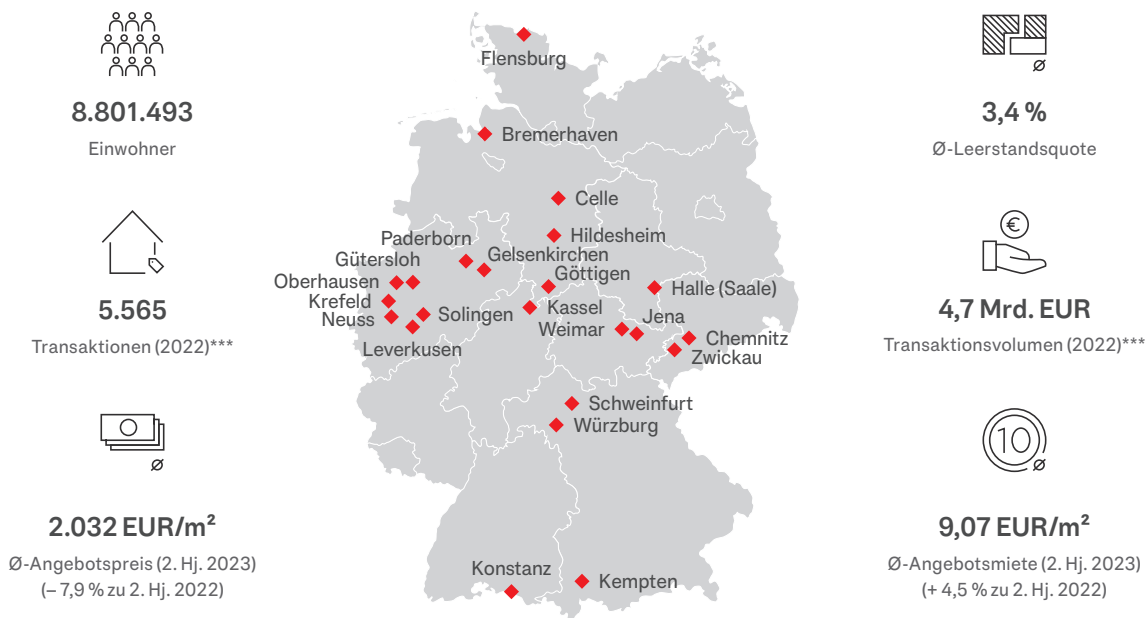 8.801.493
Einwohner
5.565
Transaktionen (2022)***
2.032 EUR/m²
Ø-Angebotspreis (2. Hj. 2023)
(– 7,9 % zu 2. Hj. 2022)
Flensburg
Bremerhaven
Celle
Hildesheim
Paderborn
Gelsenkirchen
Gütersloh
Göttigen
Oberhausen
Halle (Saale)
Krefeld
Kassel
Jena
Neuss
Solingen
Weimar
Chemnitz
Leverkusen
Zwickau
Schweinfurt
Würzburg
Konstanz
Kempten
Ø
3,4 %
Ø-Leerstandsquote
€
4,7 Mrd. EUR
Transaktionsvolumen (2022)***
10
Ø
9,07 EUR/m²
Ø-Angebotsmiete (2. Hj. 2023)
(+ 4,5 % zu 2. Hj. 2022)
Ø